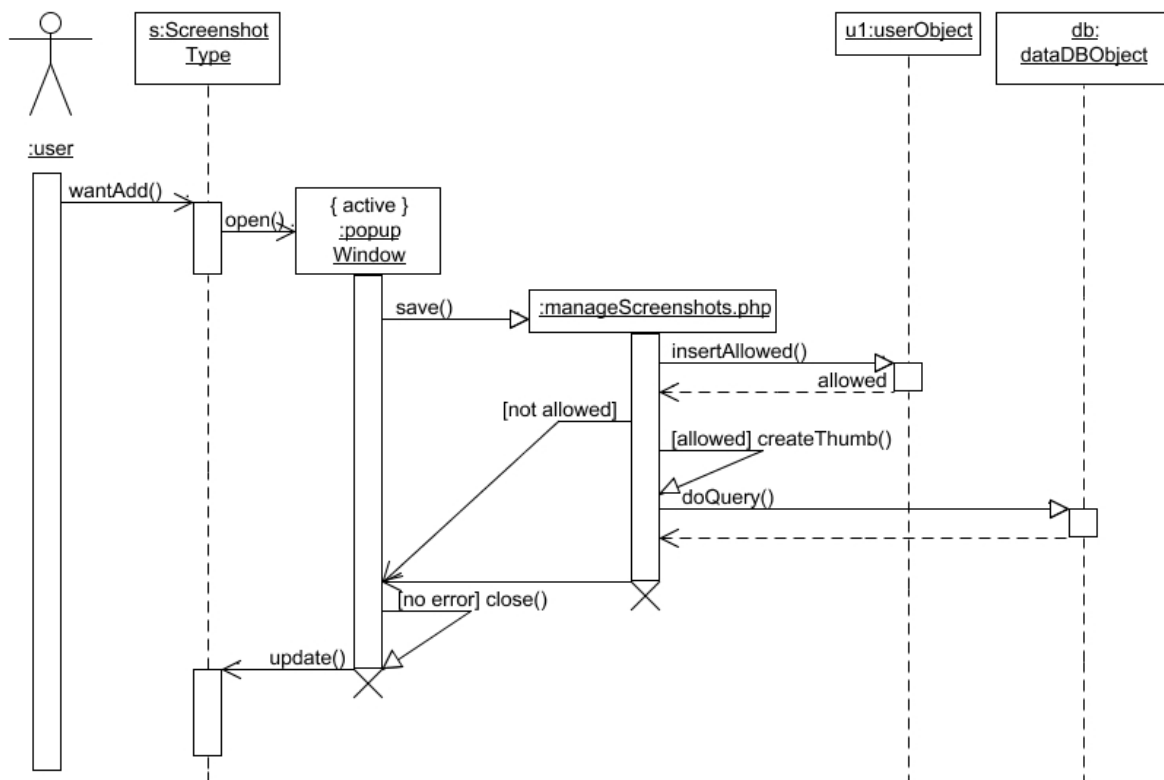 s:Screenshot
Type
u1:userObject
db:
dataDBObject
:user
wantAdd()
open()
{ active }
:popup
Window
save()
:manageScreenshots.php
insertAllowed()
allowed
[not allowed]
[allowed] createThumb()
doQuery()
[no error] close()
update()